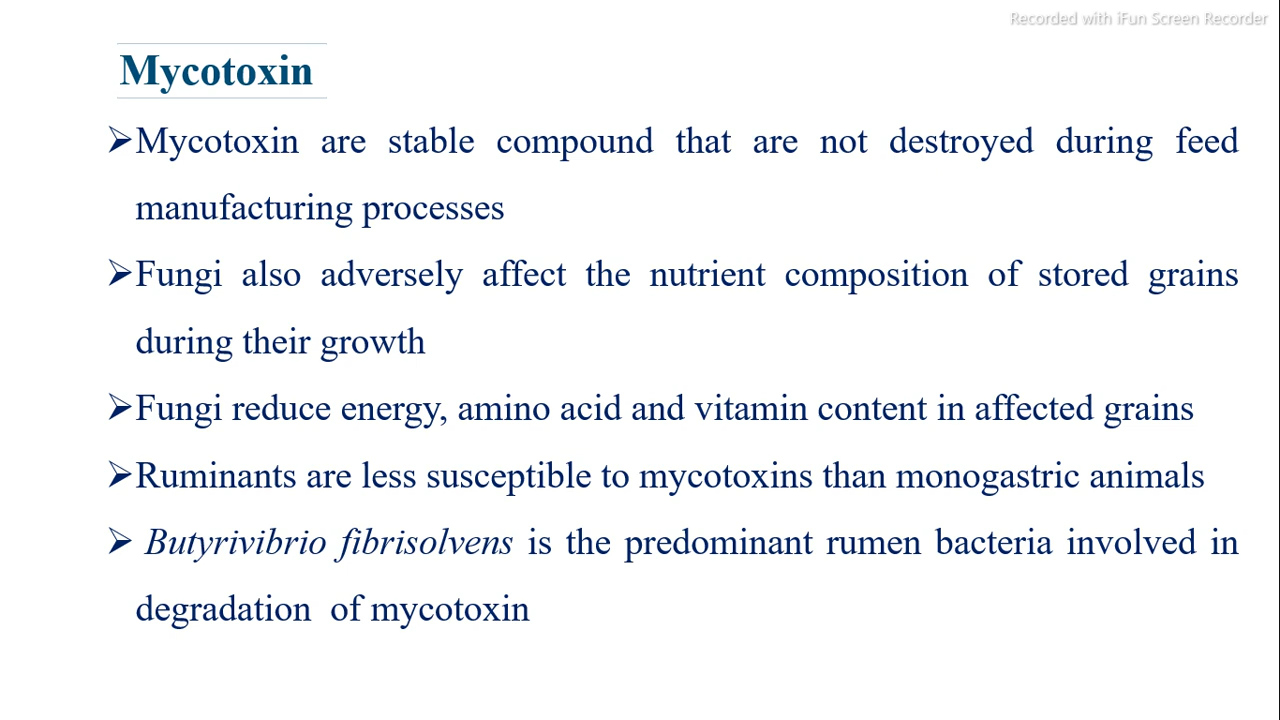 Recorded with iFun Screen Recorder
Mycotoxin
➢Mycotoxin are stable compound that are not destroyed during feed
manufacturing processes
➢Fungi also adversely affect the nutrient composition of stored grains
during their growth
➢Fungi reduce energy, amino acid and vitamin content in affected grains
➢Ruminants are less susceptible to mycotoxins than monogastric animals
➢ Butyrivibrio fibrisolvens is the predominant rumen bacteria involved in
degradation  of mycotoxin